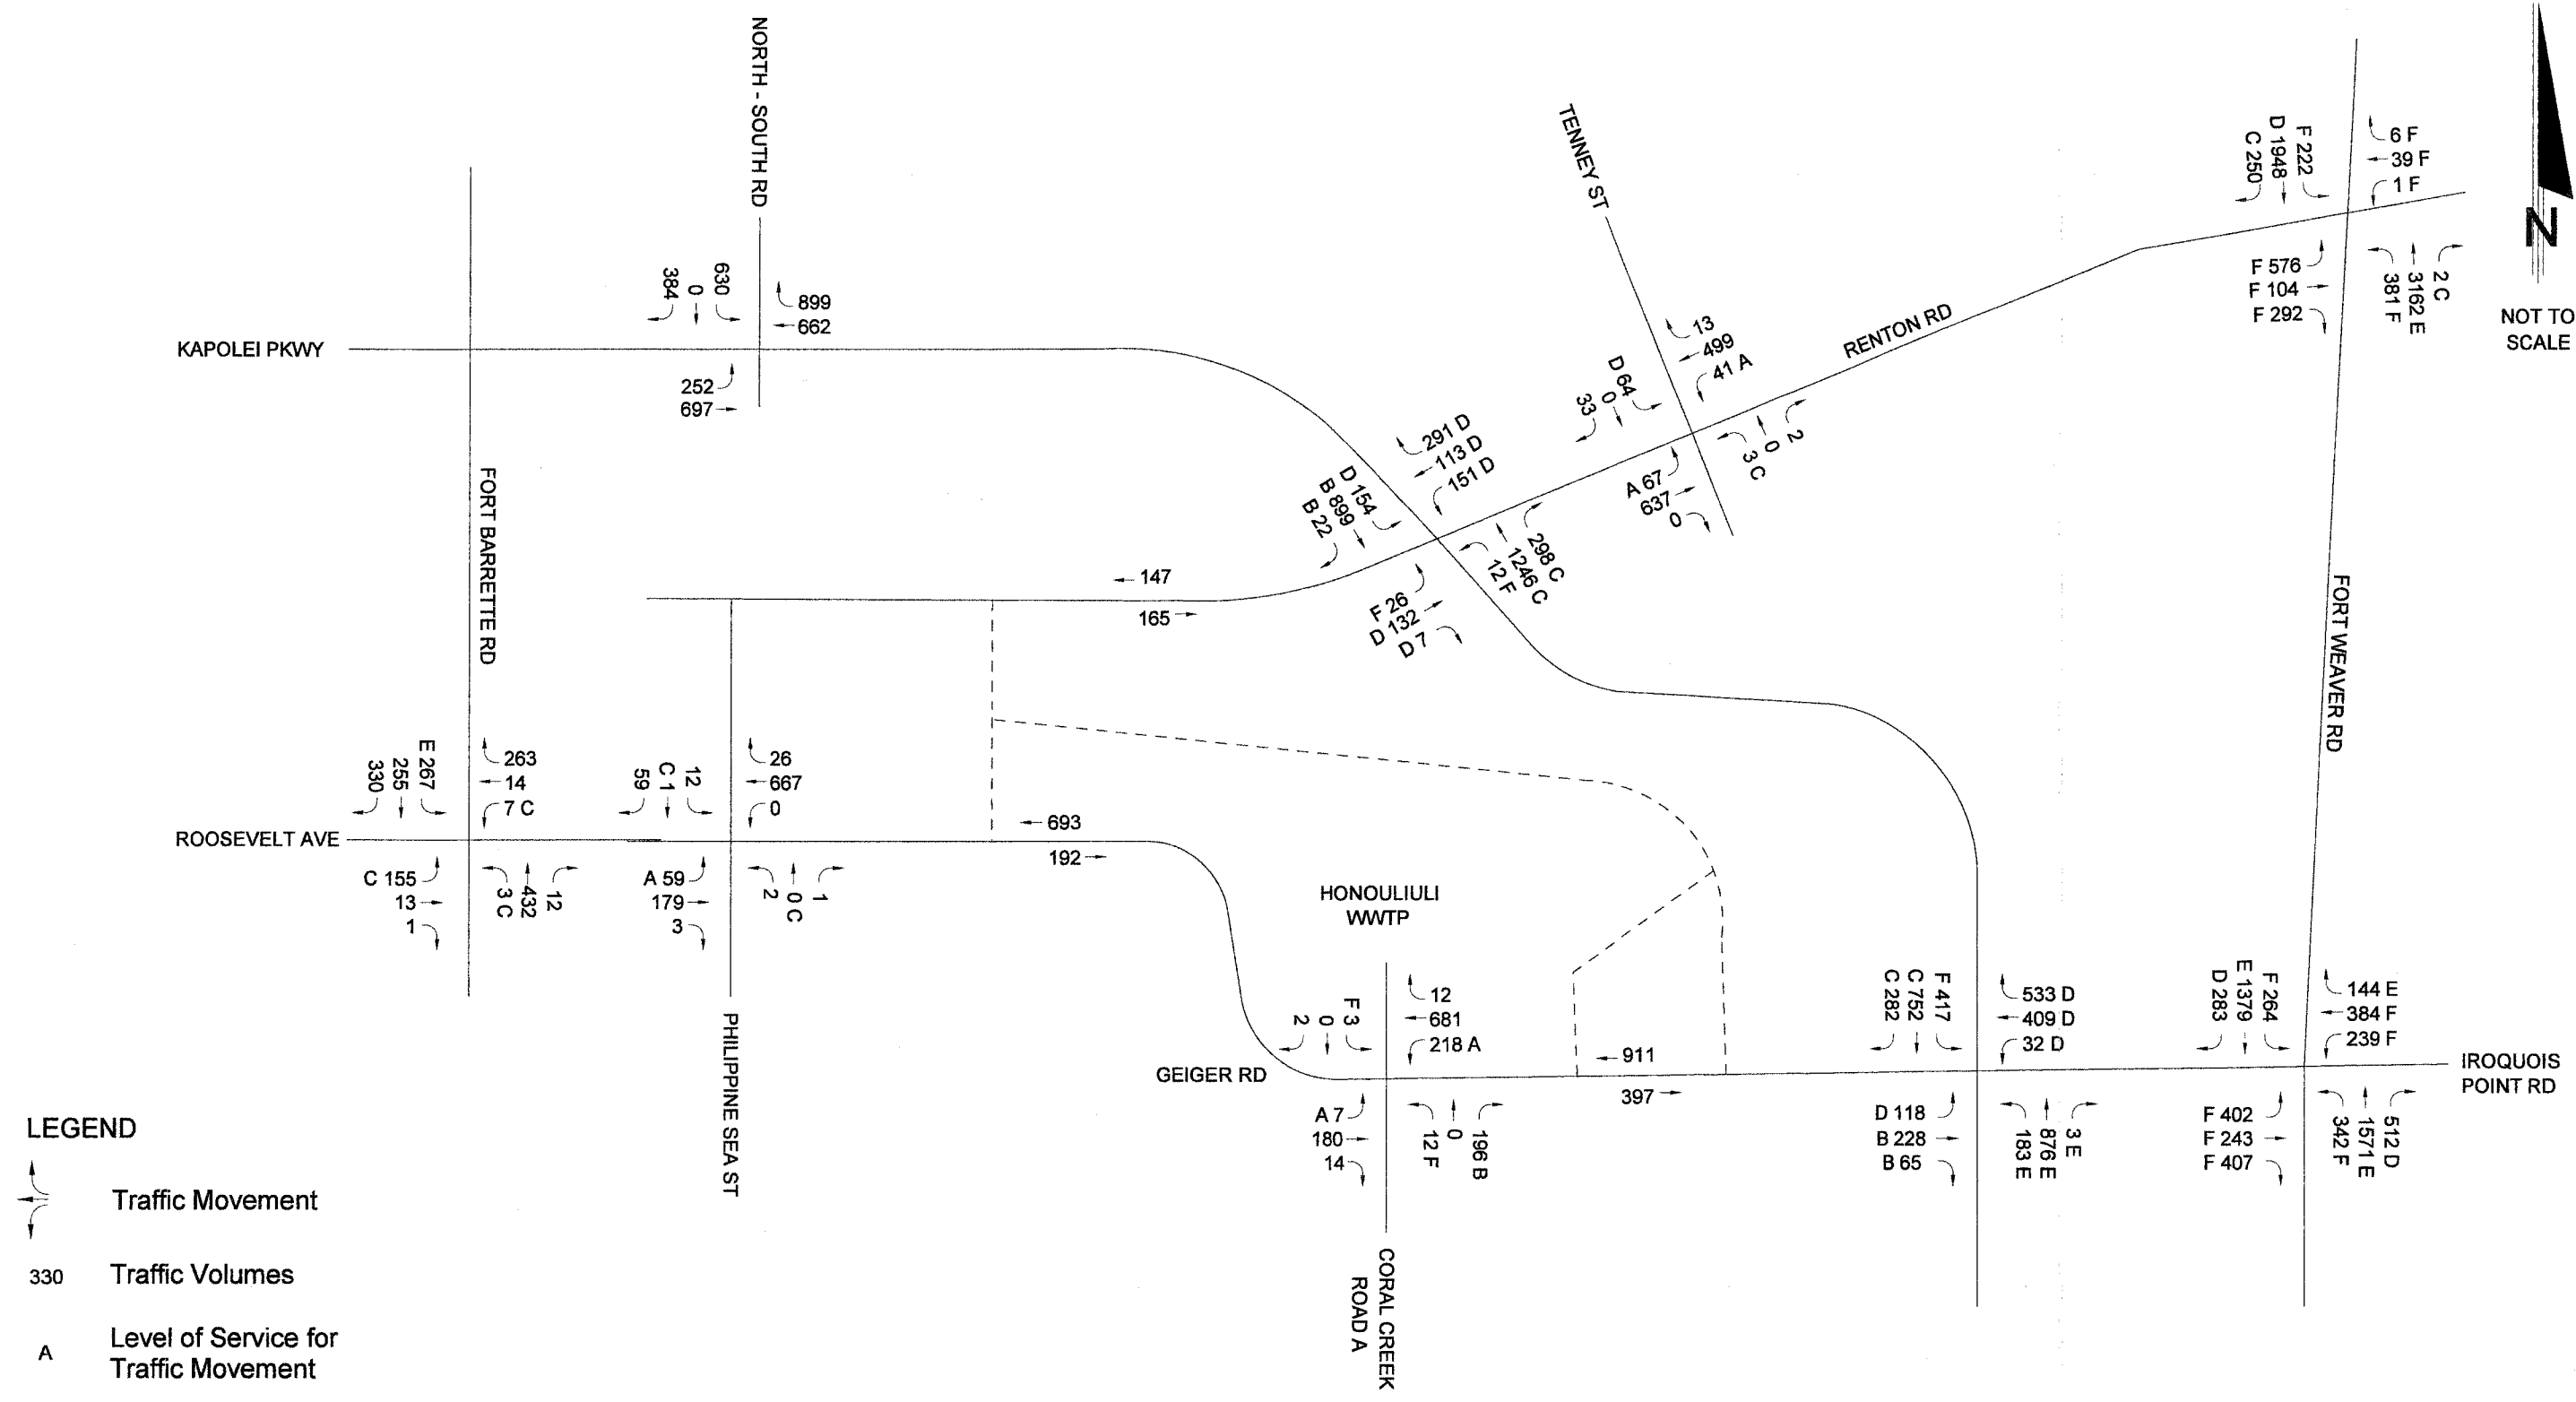 NORTH - SOUTH RD
TENNEY ST
F 222
D 1948
C 250
6 F
39 F
1 F
N
NOT TO
SCALE
F 576
F 104
F 292
2 C
3162 E
381 F
630
0
384
899
662
KAPOLEI PKWY
252
697
RENTON RD
13
499
41 A
D 64
0
33
A 67
637
0
2
0
3 C
291 D
113 D
151 D
D 154
B 899
B 22
298 C
1246 C
12 F
F 26
D 132
D 7
FORT BARRETTE RD
147
165
FORT WEAVER RD
E 267
255
330
263
14
7 C
12
C 1
59
26
667
0
ROOSEVELT AVE
693
192
C 155
13
1
12
432
3 C
A 59
179
3
1
0 C
2
HONOULIULI
WWTP
PHILIPPINE SEA ST
F 3
0
2
12
681
218 A
GEIGER RD
911
397
F 417
C 752
C 282
533 D
409 D
32 D
F 264
E 1379
D 283
144 E
384 F
239 F
IROQUOIS
POINT RD
A 7
180
14
196 B
0
12 F
D 118
B 228
B 65
3 E
876 E
183 E
F 402
F 243
F 407
512 D
1571 E
342 F
CORAL CREEK
ROAD A
LEGEND
Traffic Movement
330 Traffic Volumes
A Level of Service for
Traffic Movement